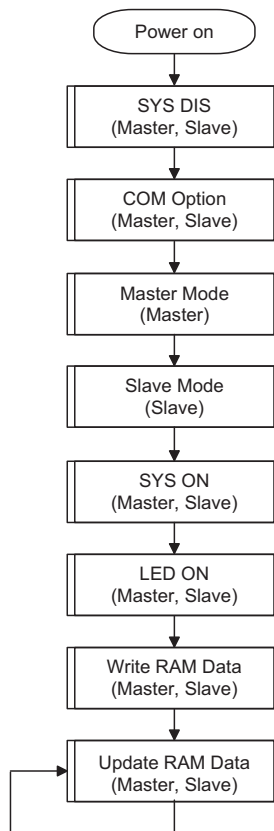 Power on
SYS DIS
(Master, Slave)
COM Option
(Master, Slave)
Master Mode
(Master)
Slave Mode
(Slave)
SYS ON
(Master, Slave)
LED ON
(Master, Slave)
Write RAM Data
(Master, Slave)
Update RAM Data
(Master, Slave)